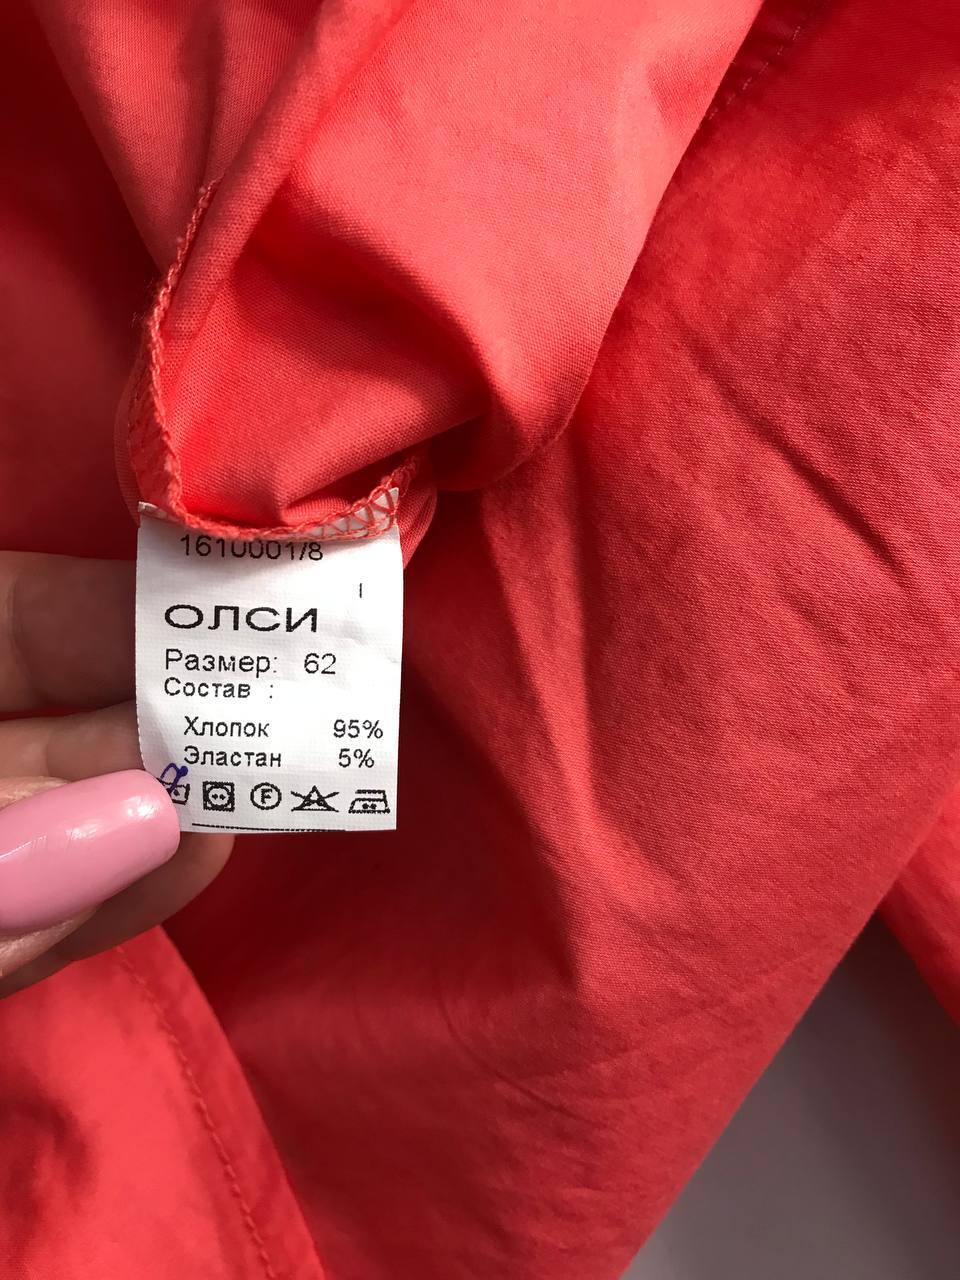 1610001/8
ОЛСИ
Размер: 62
Состав :
Хлопок 95%
Эластан 5%
F